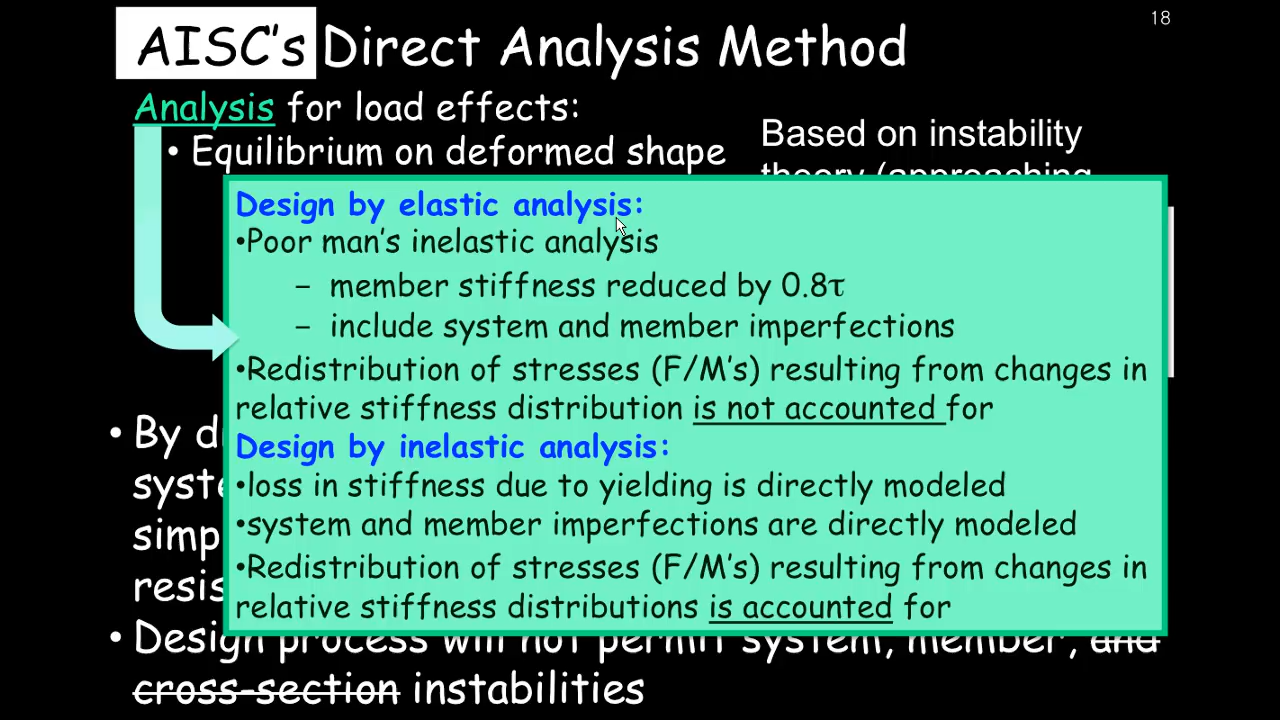 18
AISC's Direct Analysis Method
Analysis for load effects:
• Equilibrium on deformed shape
Based on instability
theory (approaching
Design by elastic analysis:
•Poor man's inelastic analysis
– member stiffness reduced by 0.8τ
– include system and member imperfections
•Redistribution of stresses (F/M's) resulting from changes in
relative stiffness distribution is not accounted for
Design by inelastic analysis:
•loss in stiffness due to yielding is directly modeled
•system and member imperfections are directly modeled
•Redistribution of stresses (F/M's) resulting from changes in
relative stiffness distributions is accounted for
• By d
syste
simp
resis
• Design process will not permit system, member, and
cross-section instabilities